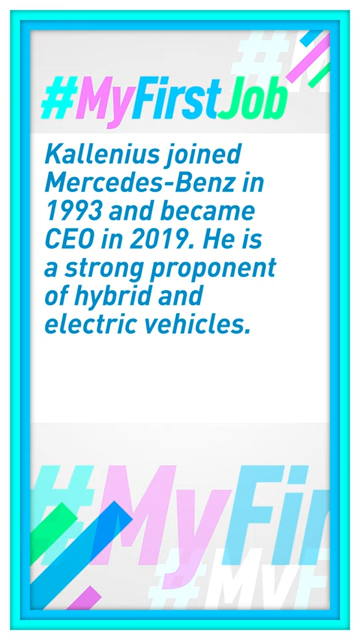 #M
#MyFirstJob
Kallenius joined
Mercedes-Benz in
1993 and became
CEO in 2019. He is
a strong proponent
of hybrid and
electric vehicles.
#MyFir
#MyF